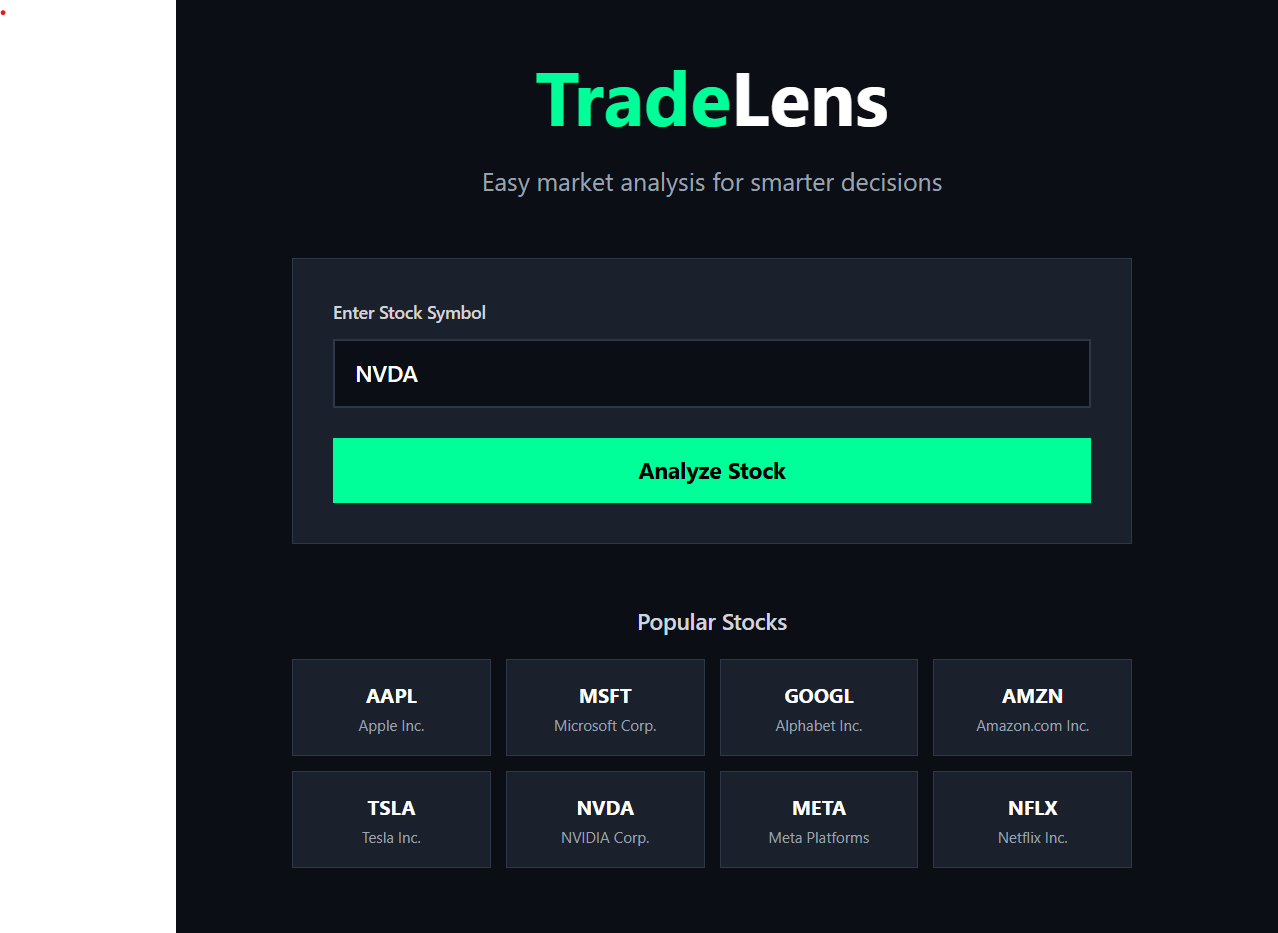 TradeLens
Easy market analysis for smarter decisions
Enter Stock Symbol
NVDA
Analyze Stock
Popular Stocks
AAPL
Apple Inc.
MSFT
Microsoft Corp.
GOOGL
Alphabet Inc.
AMZN
Amazon.com Inc.
TSLA
Tesla Inc.
NVDA
NVIDIA Corp.
META
Meta Platforms
NFLX
Netflix Inc.